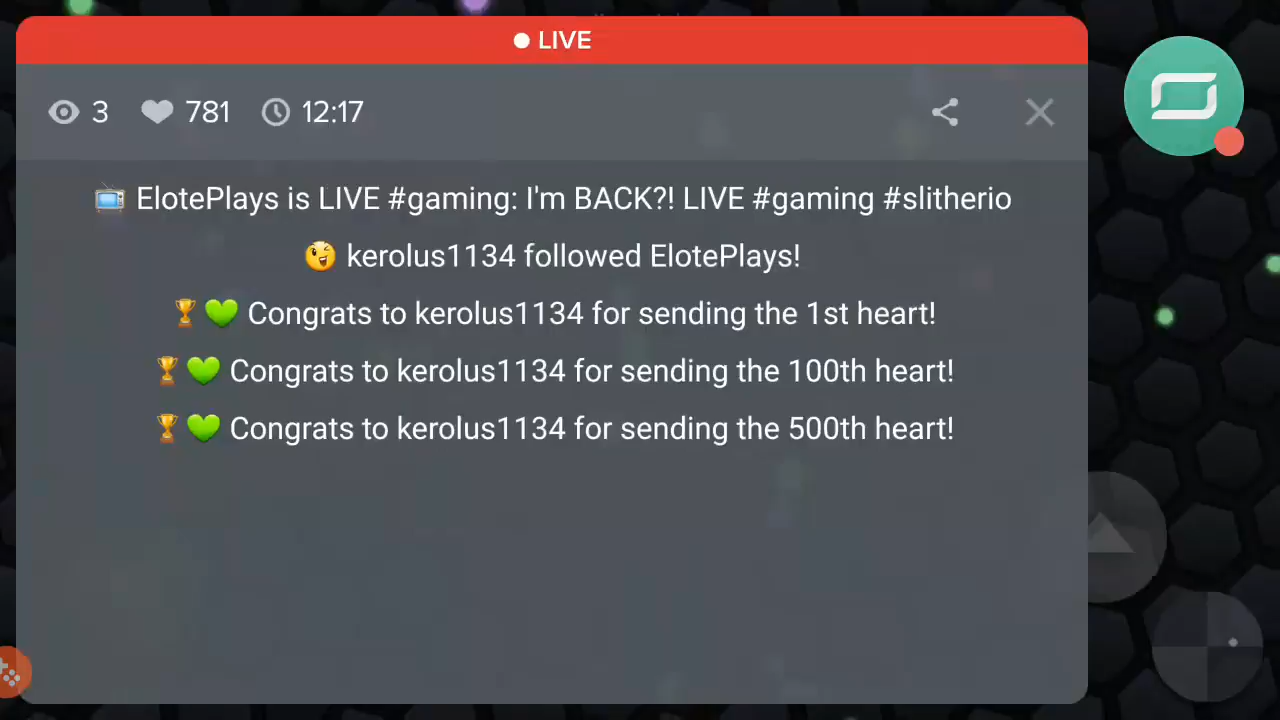 LIVE
3 781 12:17
📺 ElotePlays is LIVE #gaming: I'm BACK?! LIVE #gaming #slitherio
😉 kerolus1134 followed ElotePlays!
🏆💚 Congrats to kerolus1134 for sending the 1st heart!
🏆💚 Congrats to kerolus1134 for sending the 100th heart!
🏆💚 Congrats to kerolus1134 for sending the 500th heart!